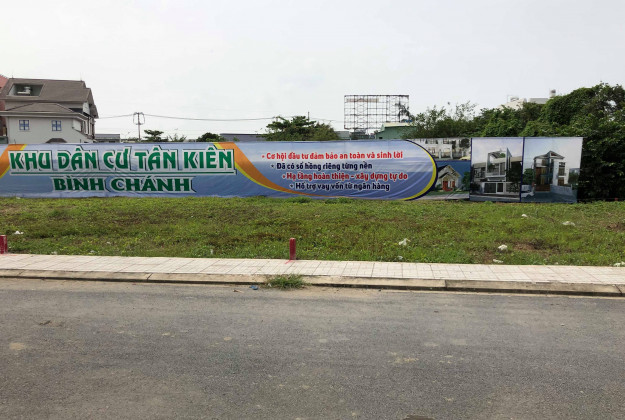 KHU DÂN CƯ TÂN KIÊN
BÌNH CHÁNH
• Cơ hội đầu tư đảm bảo an toàn và sinh lời
• Đã có sổ hồng riêng từng nền
• Hạ tầng hoàn thiện – xây dựng tự do
• Hỗ trợ vay vốn từ ngân hàng